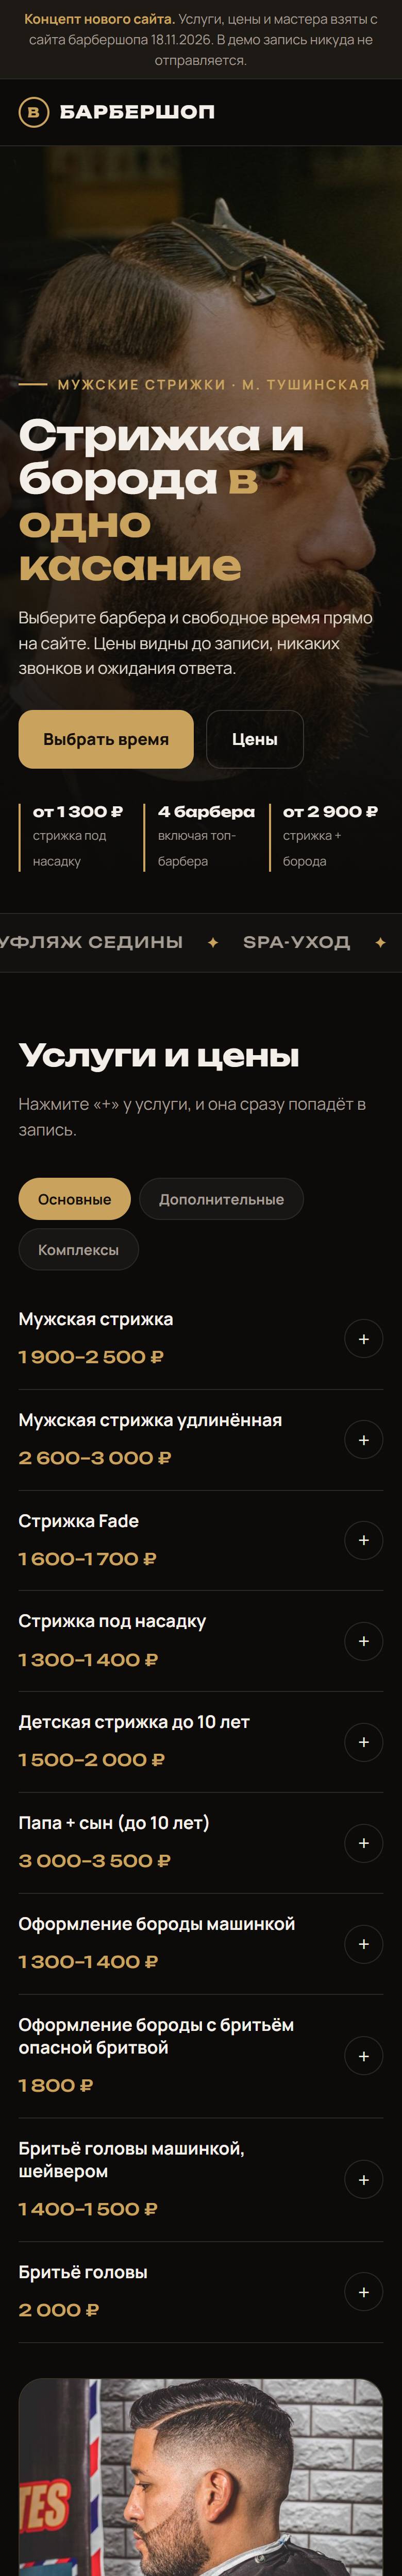 Концепт нового сайта. Услуги, цены и мастера взяты с
сайта барбершопа 18.11.2026. В демо запись никуда не
отправляется.
B БАРБЕРШОП
МУЖСКИЕ СТРИЖКИ · М. ТУШИНСКАЯ
Стрижка и
борода в
одно
касание
Выберите барбера и свободное время прямо
на сайте. Цены видны до записи, никаких
звонков и ожидания ответа.
Выбрать время Цены
от 1 300 ₽
стрижка под
насадку
4 барбера
включая топ-
барбера
от 2 900 ₽
стрижка +
борода
УФЛЯЖ СЕДИНЫ ✦ SPA-УХОД ✦
Услуги и цены
Нажмите «+» у услуги, и она сразу попадёт в
запись.
Основные Дополнительные
Комплексы
Мужская стрижка
1 900–2 500 ₽
+
Мужская стрижка удлинённая
2 600–3 000 ₽
+
Стрижка Fade
1 600–1 700 ₽
+
Стрижка под насадку
1 300–1 400 ₽
+
Детская стрижка до 10 лет
1 500–2 000 ₽
+
Папа + сын (до 10 лет)
3 000–3 500 ₽
+
Оформление бороды машинкой
1 300–1 400 ₽
+
Оформление бороды с бритьём
опасной бритвой
1 800 ₽
+
Бритьё головы машинкой,
шейвером
1 400–1 500 ₽
+
Бритьё головы
2 000 ₽
+
TES